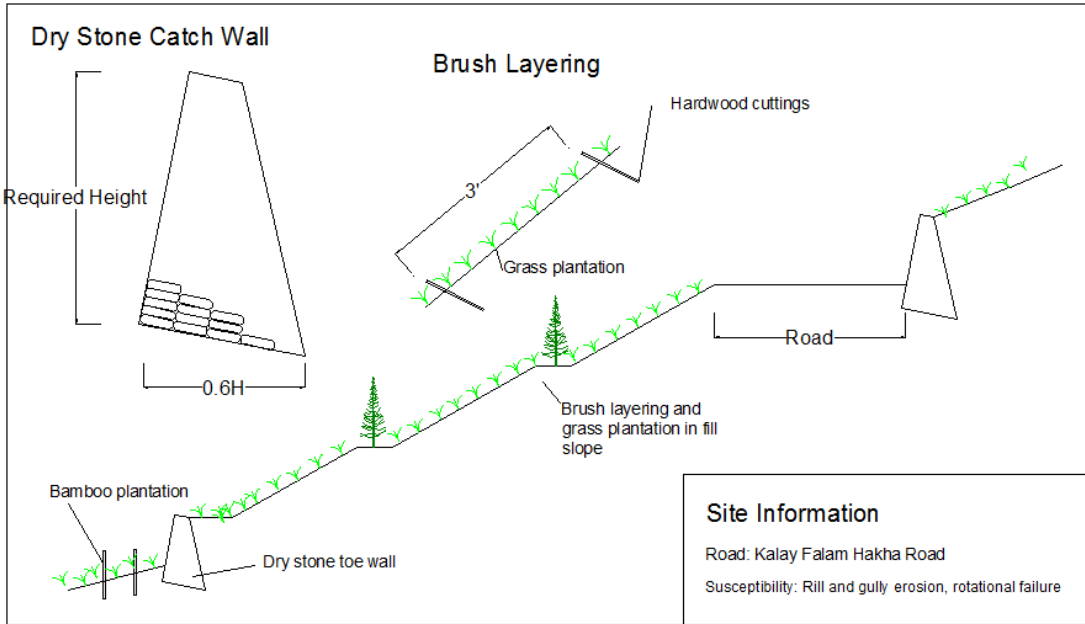 Dry Stone Catch Wall
Brush Layering
Hardwood cuttings
Required Height
3'
Grass plantation
Road
0.6H
Brush layering and
grass plantation in fill
slope
Bamboo plantation
Dry stone toe wall
Site Information
Road: Kalay Falam Hakha Road
Susceptibility: Rill and gully erosion, rotational failure